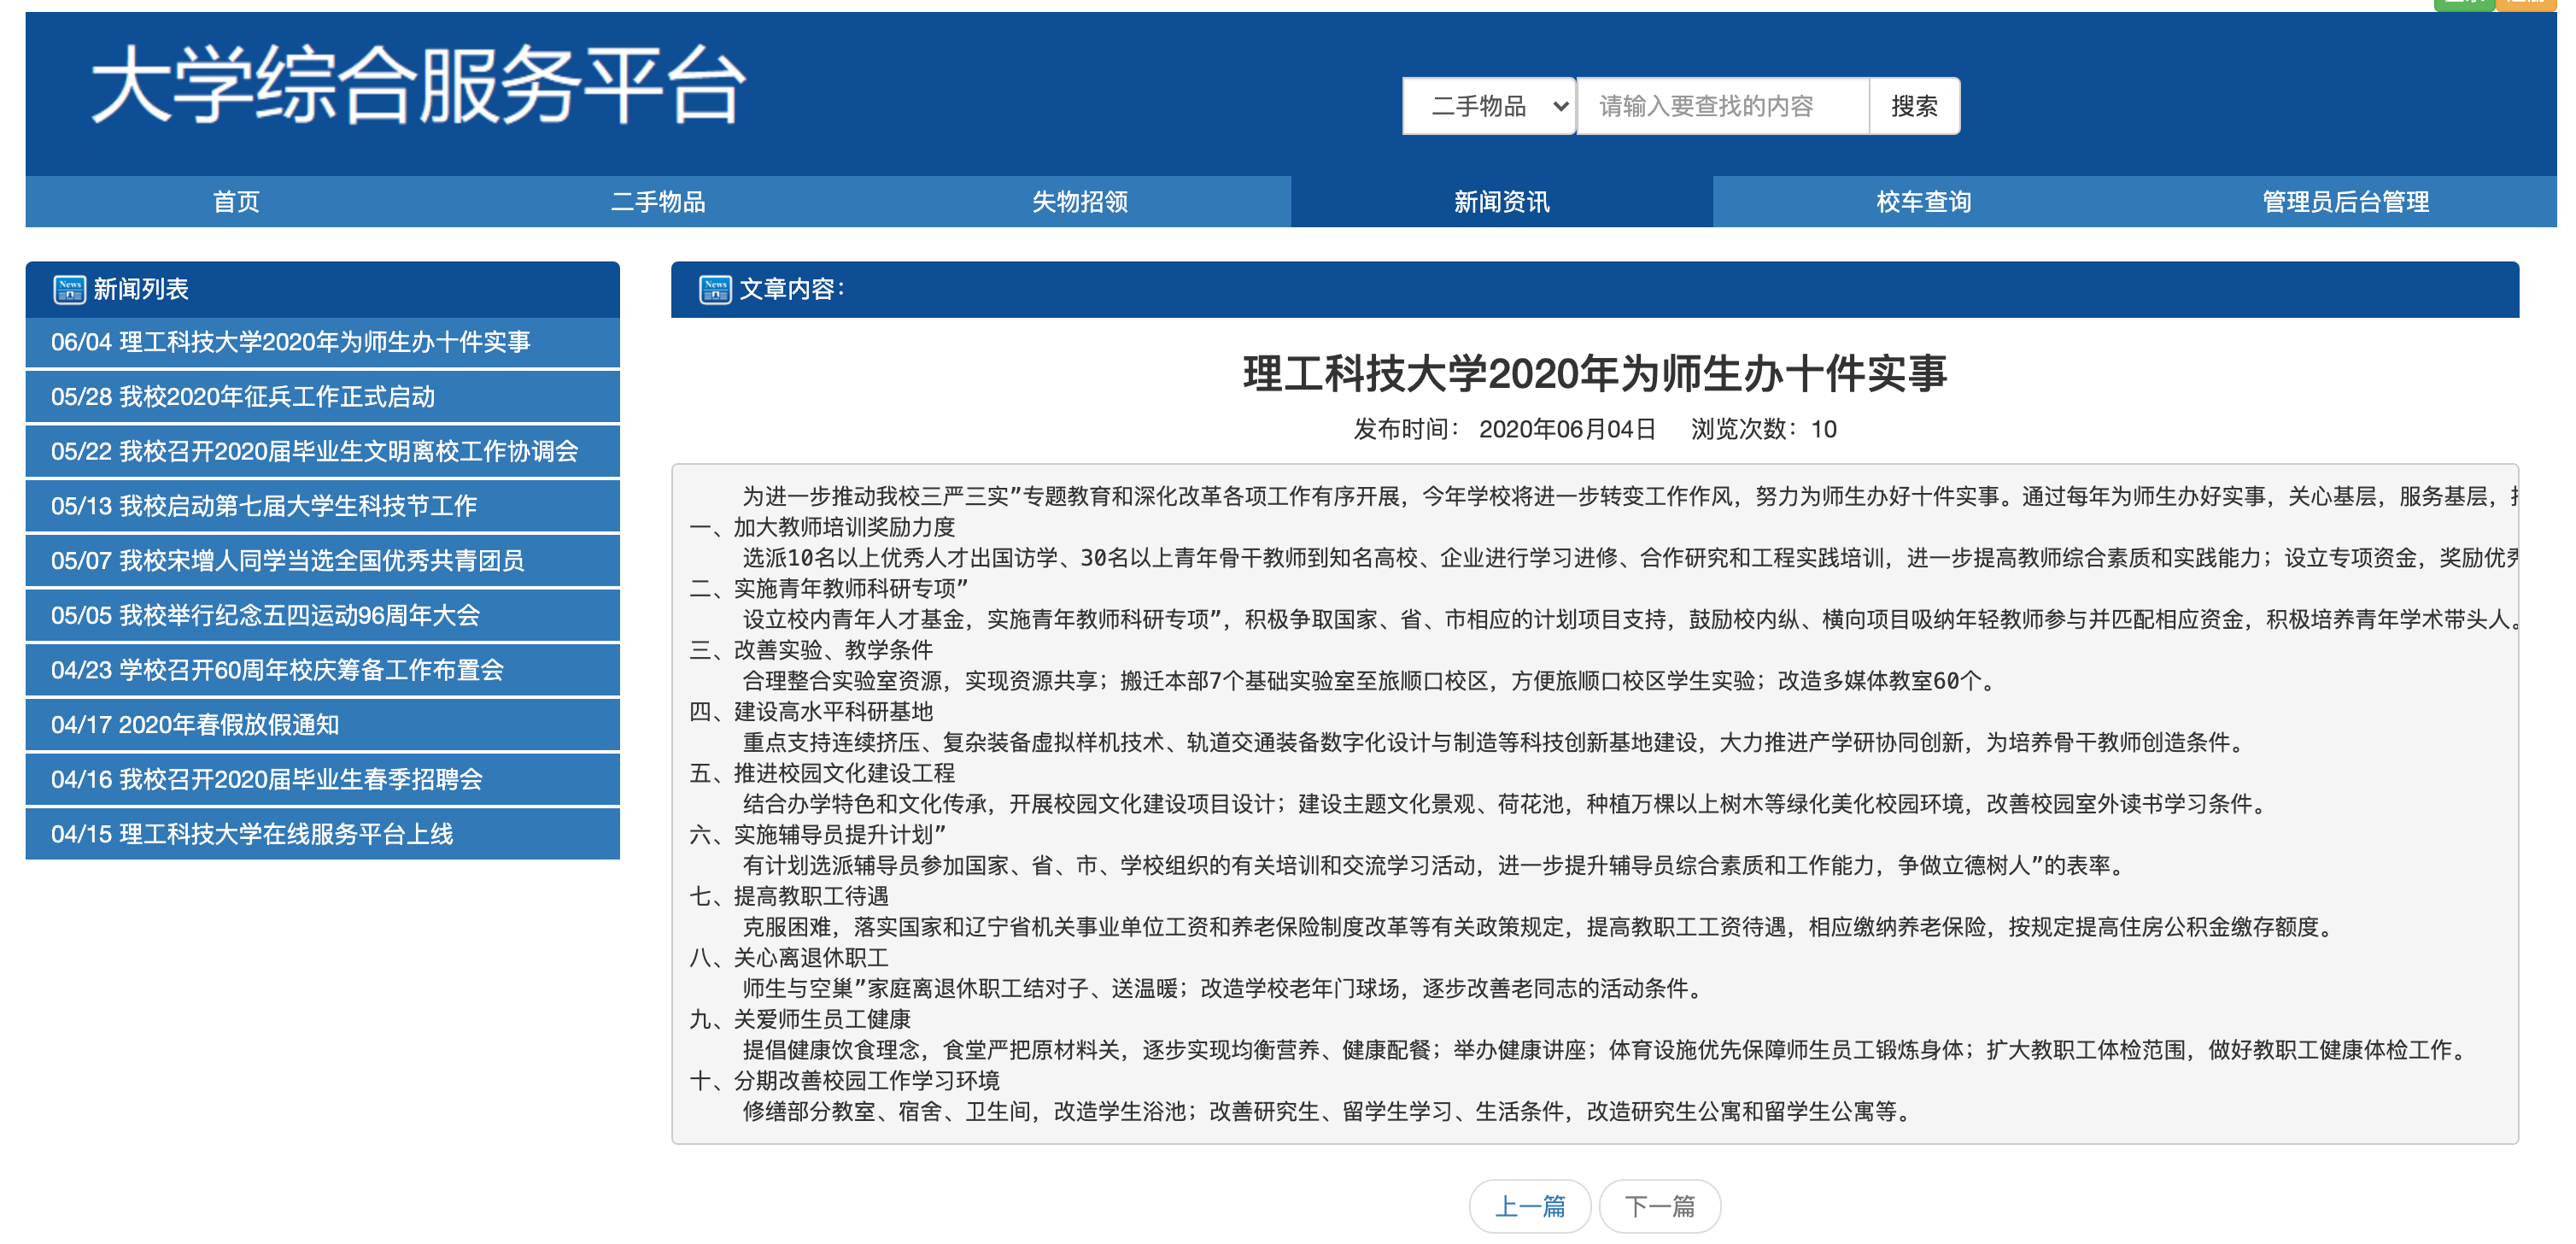 大学综合服务平台
二手物品 请输入要查找的内容 搜索
首页 二手物品 失物招领 新闻资讯 校车查询 管理员后台管理
News 新闻列表
06/04 理工科技大学2020年为师生办十件实事
05/28 我校2020年征兵工作正式启动
05/22 我校召开2020届毕业生文明离校工作协调会
05/13 我校启动第七届大学生科技节工作
05/07 我校宋增人同学当选全国优秀共青团员
05/05 我校举行纪念五四运动96周年大会
04/23 学校召开60周年校庆筹备工作布置会
04/17 2020年春假放假通知
04/16 我校召开2020届毕业生春季招聘会
04/15 理工科技大学在线服务平台上线
News 文章内容：
理工科技大学2020年为师生办十件实事
发布时间： 2020年06月04日 浏览次数：10
为进一步推动我校三严三实”专题教育和深化改革各项工作有序开展，今年学校将进一步转变工作作风，努力为师生办好十件实事。通过每年为师生办好实事，关心基层，服务基层，
一、加大教师培训奖励力度
选派10名以上优秀人才出国访学、30名以上青年骨干教师到知名高校、企业进行学习进修、合作研究和工程实践培训，进一步提高教师综合素质和实践能力；设立专项资金，奖励优秀
二、实施青年教师科研专项”
设立校内青年人才基金，实施青年教师科研专项”，积极争取国家、省、市相应的计划项目支持，鼓励校内纵、横向项目吸纳年轻教师参与并匹配相应资金，积极培养青年学术带头人。
三、改善实验、教学条件
合理整合实验室资源，实现资源共享；搬迁本部7个基础实验室至旅顺口校区，方便旅顺口校区学生实验；改造多媒体教室60个。
四、建设高水平科研基地
重点支持连续挤压、复杂装备虚拟样机技术、轨道交通装备数字化设计与制造等科技创新基地建设，大力推进产学研协同创新，为培养骨干教师创造条件。
五、推进校园文化建设工程
结合办学特色和文化传承，开展校园文化建设项目设计；建设主题文化景观、荷花池，种植万棵以上树木等绿化美化校园环境，改善校园室外读书学习条件。
六、实施辅导员提升计划”
有计划选派辅导员参加国家、省、市、学校组织的有关培训和交流学习活动，进一步提升辅导员综合素质和工作能力，争做立德树人”的表率。
七、提高教职工待遇
克服困难，落实国家和辽宁省机关事业单位工资和养老保险制度改革等有关政策规定，提高教职工工资待遇，相应缴纳养老保险，按规定提高住房公积金缴存额度。
八、关心离退休职工
师生与空巢”家庭离退休职工结对子、送温暖；改造学校老年门球场，逐步改善老同志的活动条件。
九、关爱师生员工健康
提倡健康饮食理念，食堂严把原材料关，逐步实现均衡营养、健康配餐；举办健康讲座；体育设施优先保障师生员工锻炼身体；扩大教职工体检范围，做好教职工健康体检工作。
十、分期改善校园工作学习环境
修缮部分教室、宿舍、卫生间，改造学生浴池；改善研究生、留学生学习、生活条件，改造研究生公寓和留学生公寓等。
上一篇 下一篇